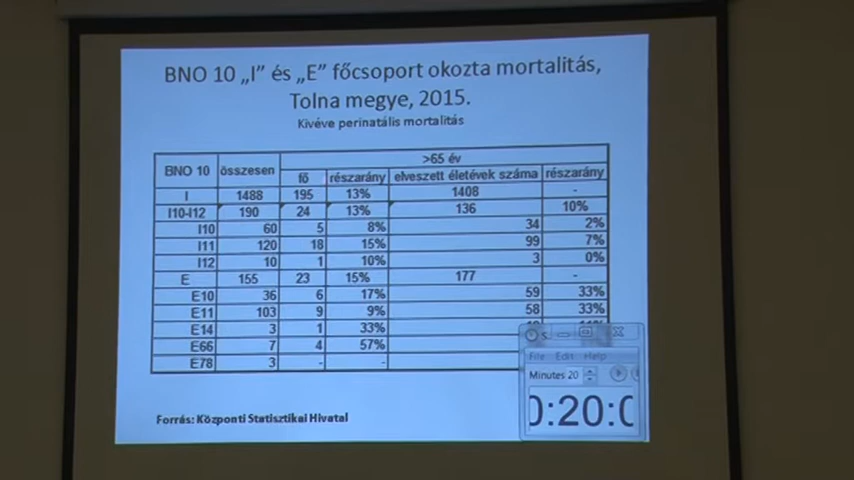 BNO 10 „I” és „E” főcsoport okozta mortalitás,
Tolna megye, 2015.
Kivéve perinatális mortalitás
BNO 10 összesen >65 év
fő részarány elveszett életévek száma részarány
I 1488 195 13% 1408 -
I10-I12 190 24 13% 136 10%
I10 60 5 8% 34 2%
I11 120 18 15% 99 7%
I12 10 1 10% 3 0%
E 155 23 15% 177 -
E10 36 6 17% 59 33%
E11 103 9 9% 58 33%
E14 3 1 33%
E66 7 4 57%
E78 3 - -
Forrás: Központi Statisztikai Hivatal
File Edit Help
Minutes 20
0:20:0